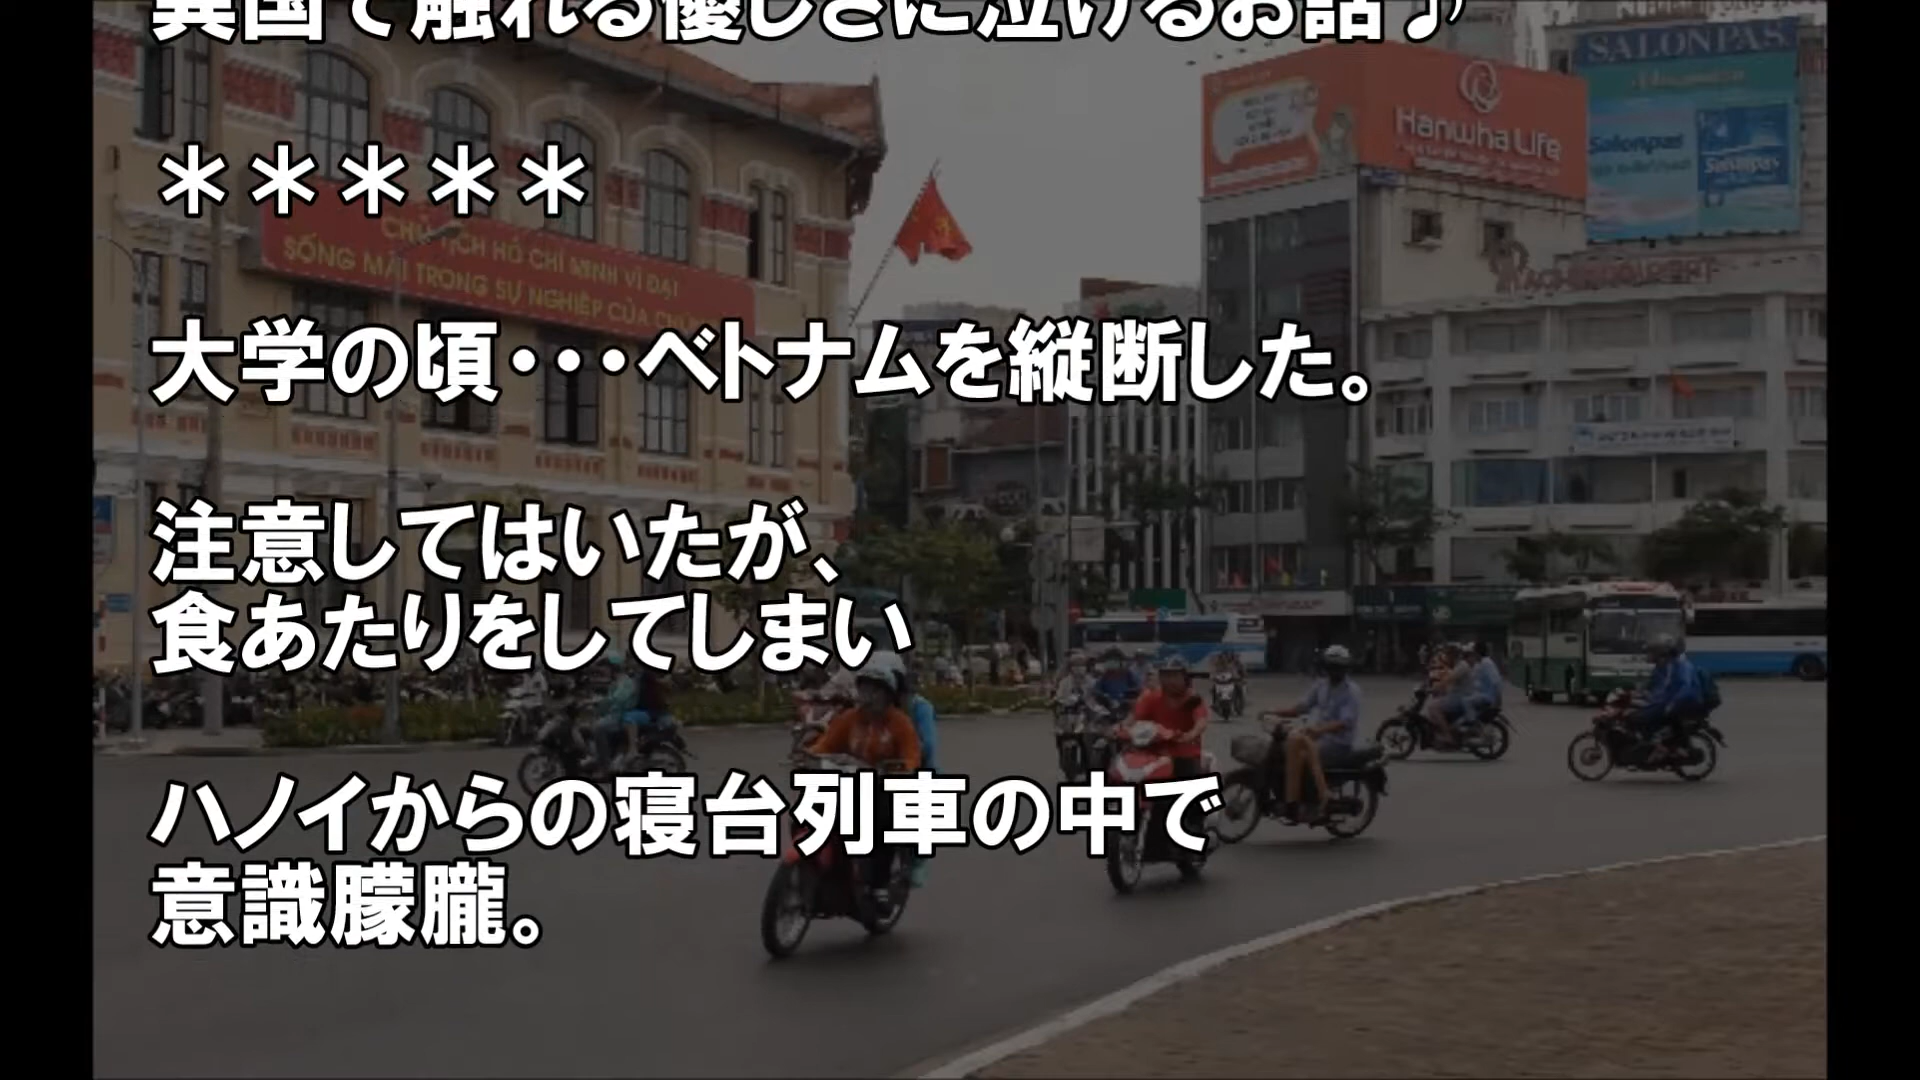 異国で触れる優しさに泣けるお話♪
＊＊＊＊＊
大学の頃・・・ベトナムを縦断した。
注意してはいたが、
食あたりをしてしまい
ハノイからの寝台列車の中で
意識朦朧。
CHỦ TỊCH HỒ CHÍ MINH VĨ ĐẠI
SỐNG MÃI TRONG SỰ NGHIỆP CỦA
Hanwha Life
SALONPAS
Salonpas
Salonpas